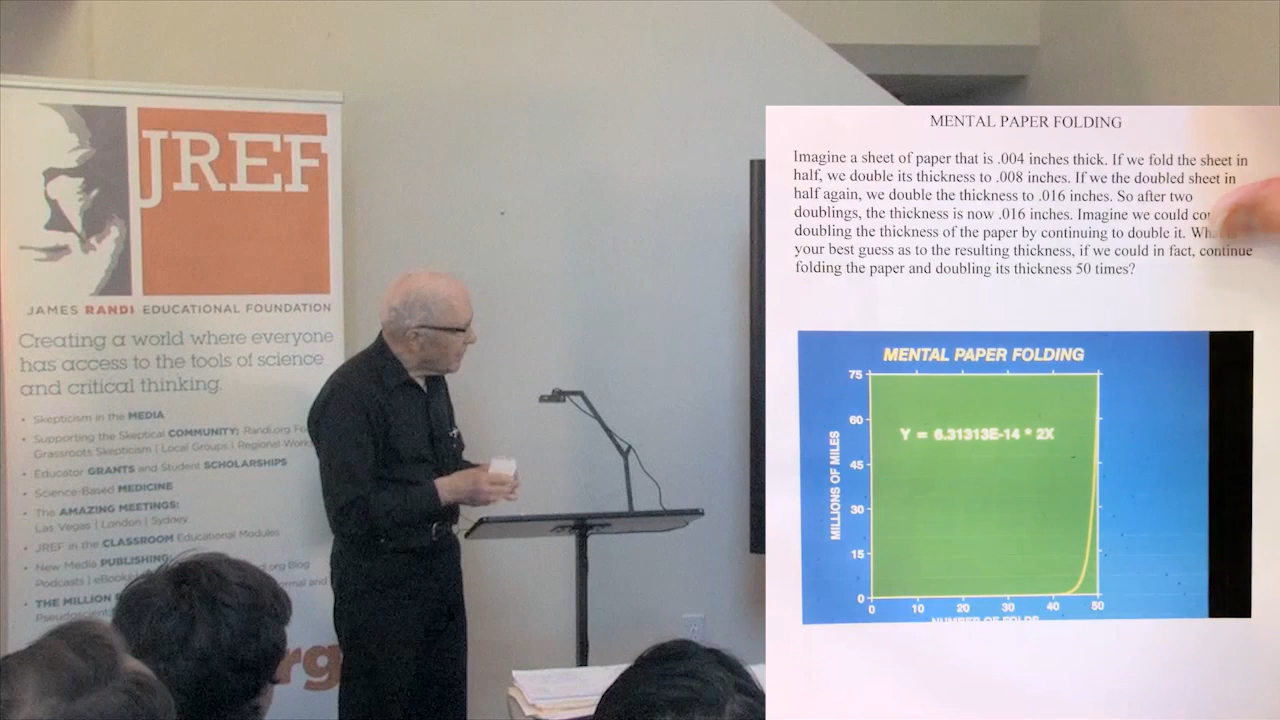 JREF
JAMES RANDI EDUCATIONAL FOUNDATION
Creating a world where everyone
has access to the tools of science
and critical thinking.
• Skepticism in the MEDIA
• Supporting the Skeptical COMMUNITY: Randi.org
Grassroots Skepticism | Local Groups | Regional
• Educator GRANTS and Student SCHOLARSHIPS
• Science-Based MEDICINE
• The AMAZING MEETINGS:
Las Vegas | London | Sydney
• JREF in the CLASSROOM Educational Modules
• New Media PUBLISHING:
Podcasts | Blog
• THE MILLION
rg
MENTAL PAPER FOLDING
Imagine a sheet of paper that is .004 inches thick. If we fold the sheet in
half, we double its thickness to .008 inches. If we the doubled sheet in
half again, we double the thickness to .016 inches. So after two
doublings, the thickness is now .016 inches. Imagine we could
doubling the thickness of the paper by continuing to double it.
your best guess as to the resulting thickness, if we could in fact, continue
folding the paper and doubling its thickness 50 times?
MENTAL PAPER FOLDING
75
60
45
30
15
0
MILLIONS OF MILES
Y = 6.31313E-14 * 2X
0 10 20 30 40 50
NUMBER OF FOLDS